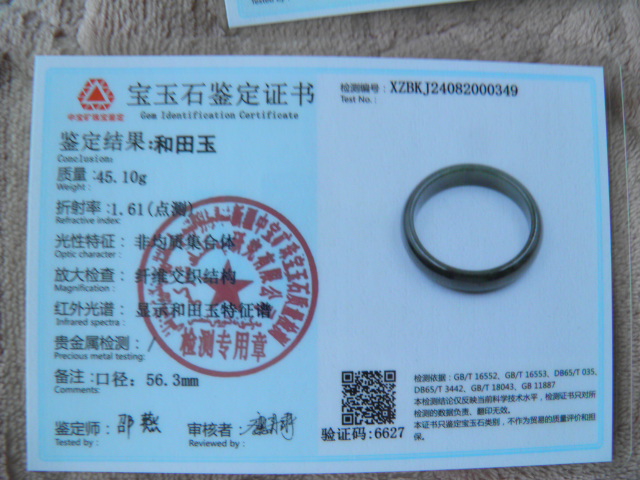 Tested by :
中宝矿珠宝鉴定
宝玉石鉴定证书
Gem Identification Certificate
检测编号: XZBKJ24082000349
Test No.:
鉴定结果:和田玉
Conclusion:
质量: 45.10g
Weight:
折射率: 1.61(点测)
Refractive index:
光性特征: 非均质集合体
Optic character:
放大检查: 纤维交织结构
Magnification:
红外光谱: 显示和田玉特征谱
Infrared spectra:
贵金属检测: /
Precious metal testing:
备注: 口径: 56.3mm
鉴定师:
Tested by:
审核者:
Reviewed by:
检测专用章
验证码: 6627
检测依据: GB/T 16552、GB/T 16553、DB65/T 035、
DB65/T 3442、GB/T 18043、GB 11887
本检测结论仅反映当前科学技术水平，检测证书只对所
检测的数据负责、翻印无效。
本证书只鉴定宝玉石类别，不作为贸易的质量评价和担
保。